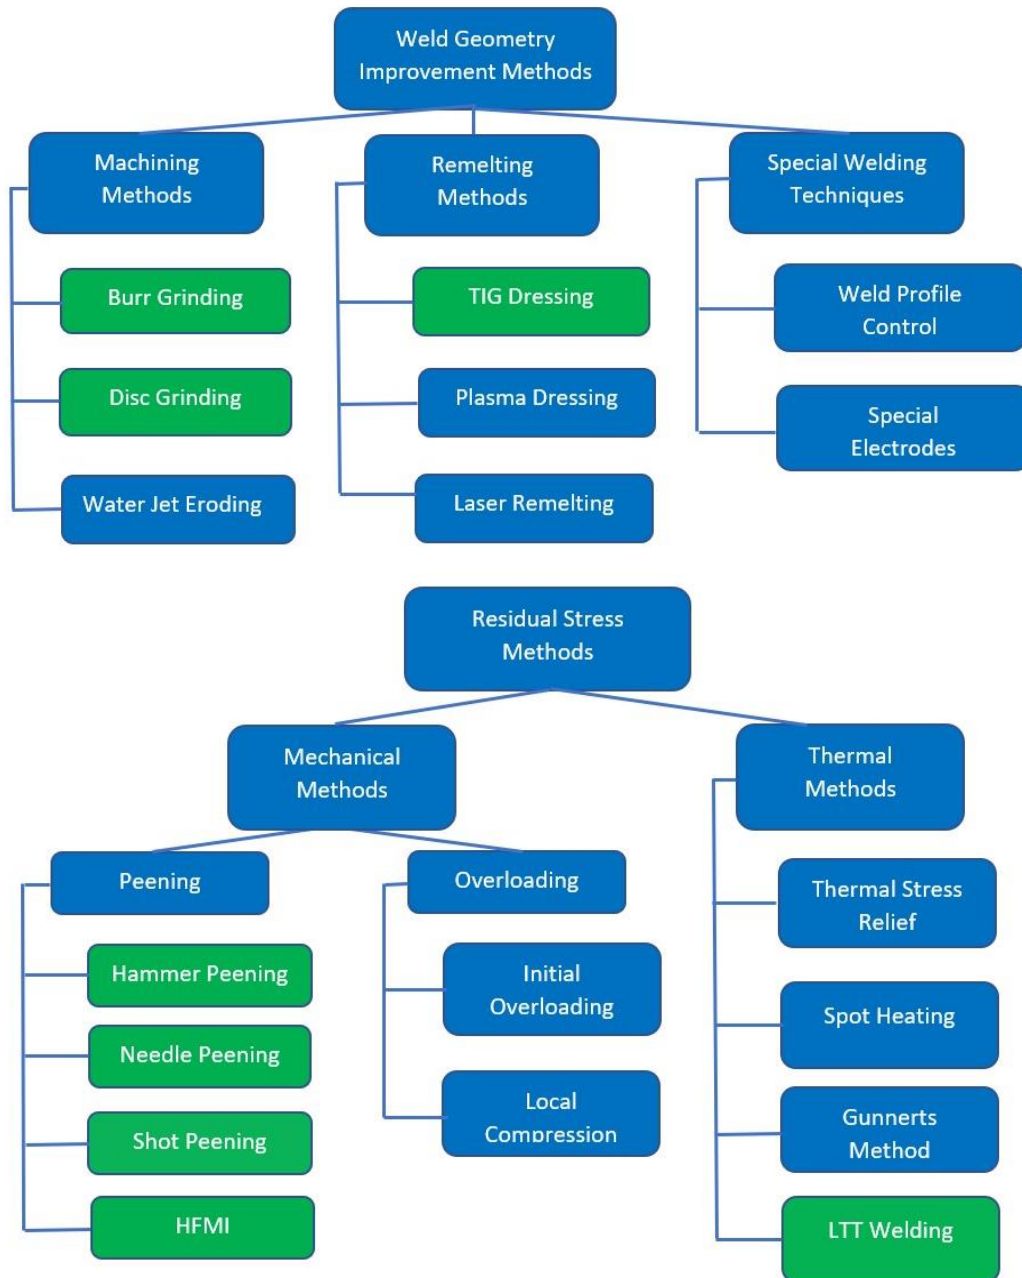 Weld Geometry
Improvement Methods
Machining
Methods
Remelting
Methods
Special Welding
Techniques
Burr Grinding
TIG Dressing
Weld Profile
Control
Disc Grinding
Plasma Dressing
Special
Electrodes
Water Jet Eroding
Laser Remelting
Residual Stress
Methods
Mechanical
Methods
Thermal
Methods
Peening
Overloading
Thermal Stress
Relief
Hammer Peening
Initial
Overloading
Needle Peening
Spot Heating
Shot Peening
Local
Compression
Gunnerts
Method
HFMI
LTT Welding